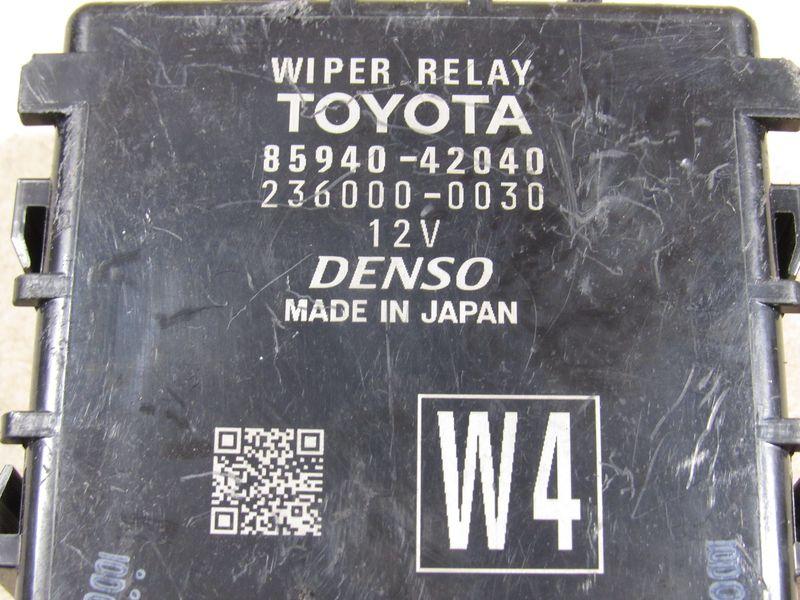 WIPER RELAY
TOYOTA
85940-42040
236000-0030
12V
DENSO
MADE IN JAPAN
W4